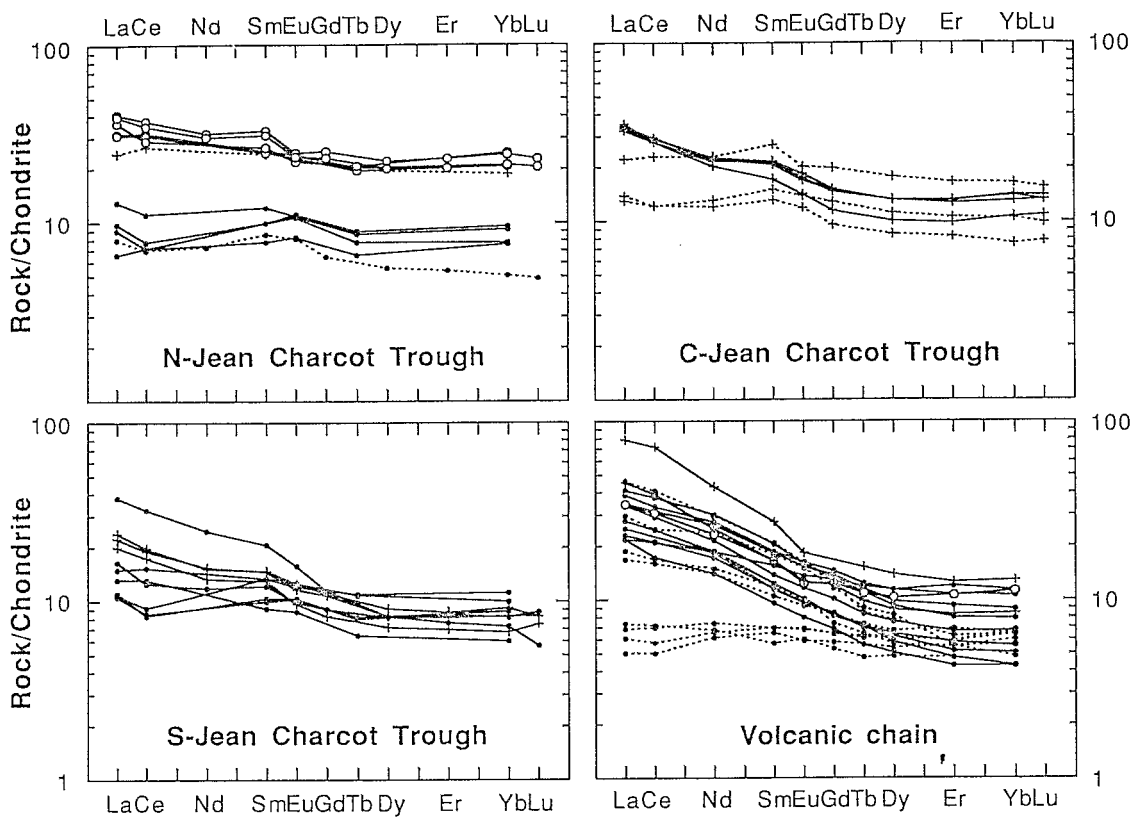 LaCe Nd SmEuGdTb Dy Er YbLu
LaCe Nd SmEuGdTb Dy Er YbLu
100
100
Rock/Chondrite
10
10
N-Jean Charcot Trough
C-Jean Charcot Trough
100
100
Rock/Chondrite
10
10
S-Jean Charcot Trough
Volcanic chain
1
1
LaCe Nd SmEuGdTb Dy Er YbLu
LaCe Nd SmEuGdTb Dy Er YbLu